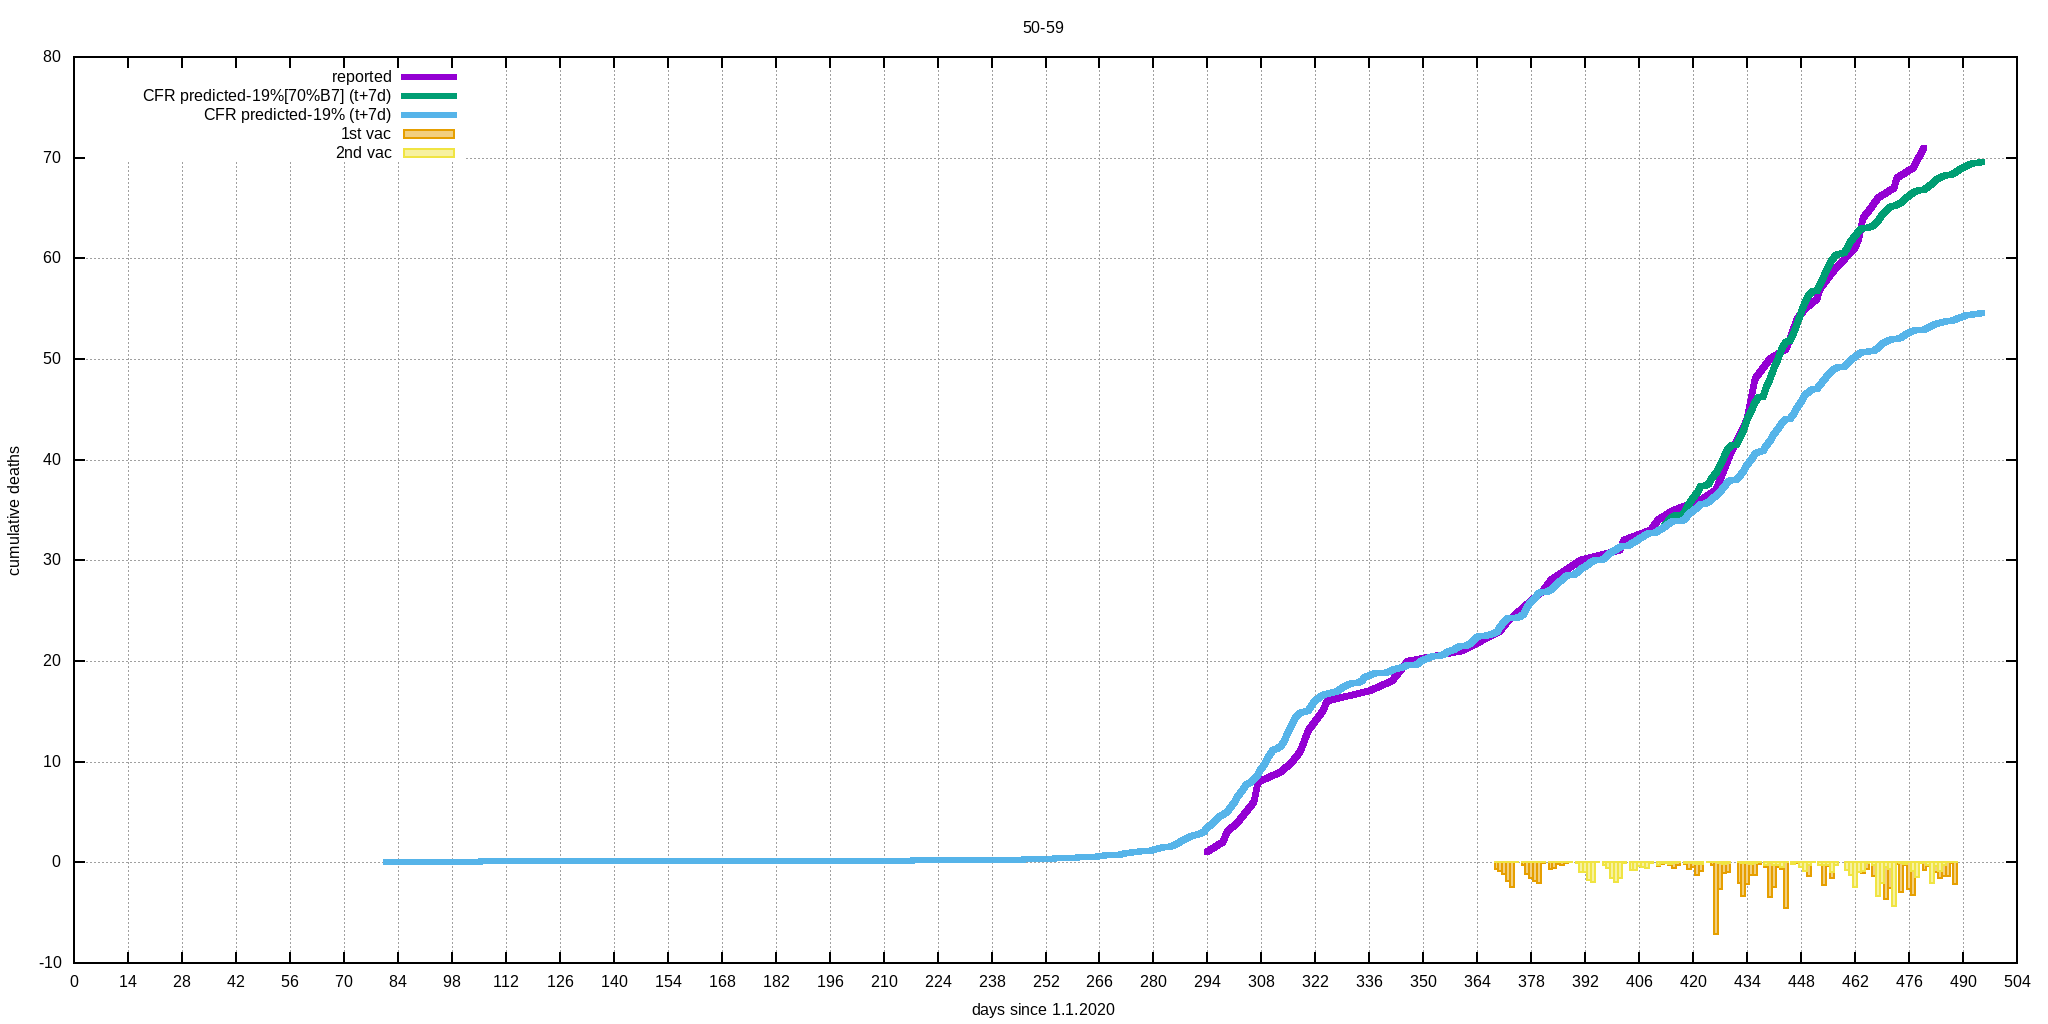 50-59
80
70
60
50
40
30
20
10
0
-10
cumulative deaths
reported
CFR predicted-19%[70%B7] (t+7d)
CFR predicted-19% (t+7d)
1st vac
2nd vac
0 14 28 42 56 70 84 98 112 126 140 154 168 182 196 210 224 238 252 266 280 294 308 322 336 350 364 378 392 406 420 434 448 462 476 490 504
days since 1.1.2020